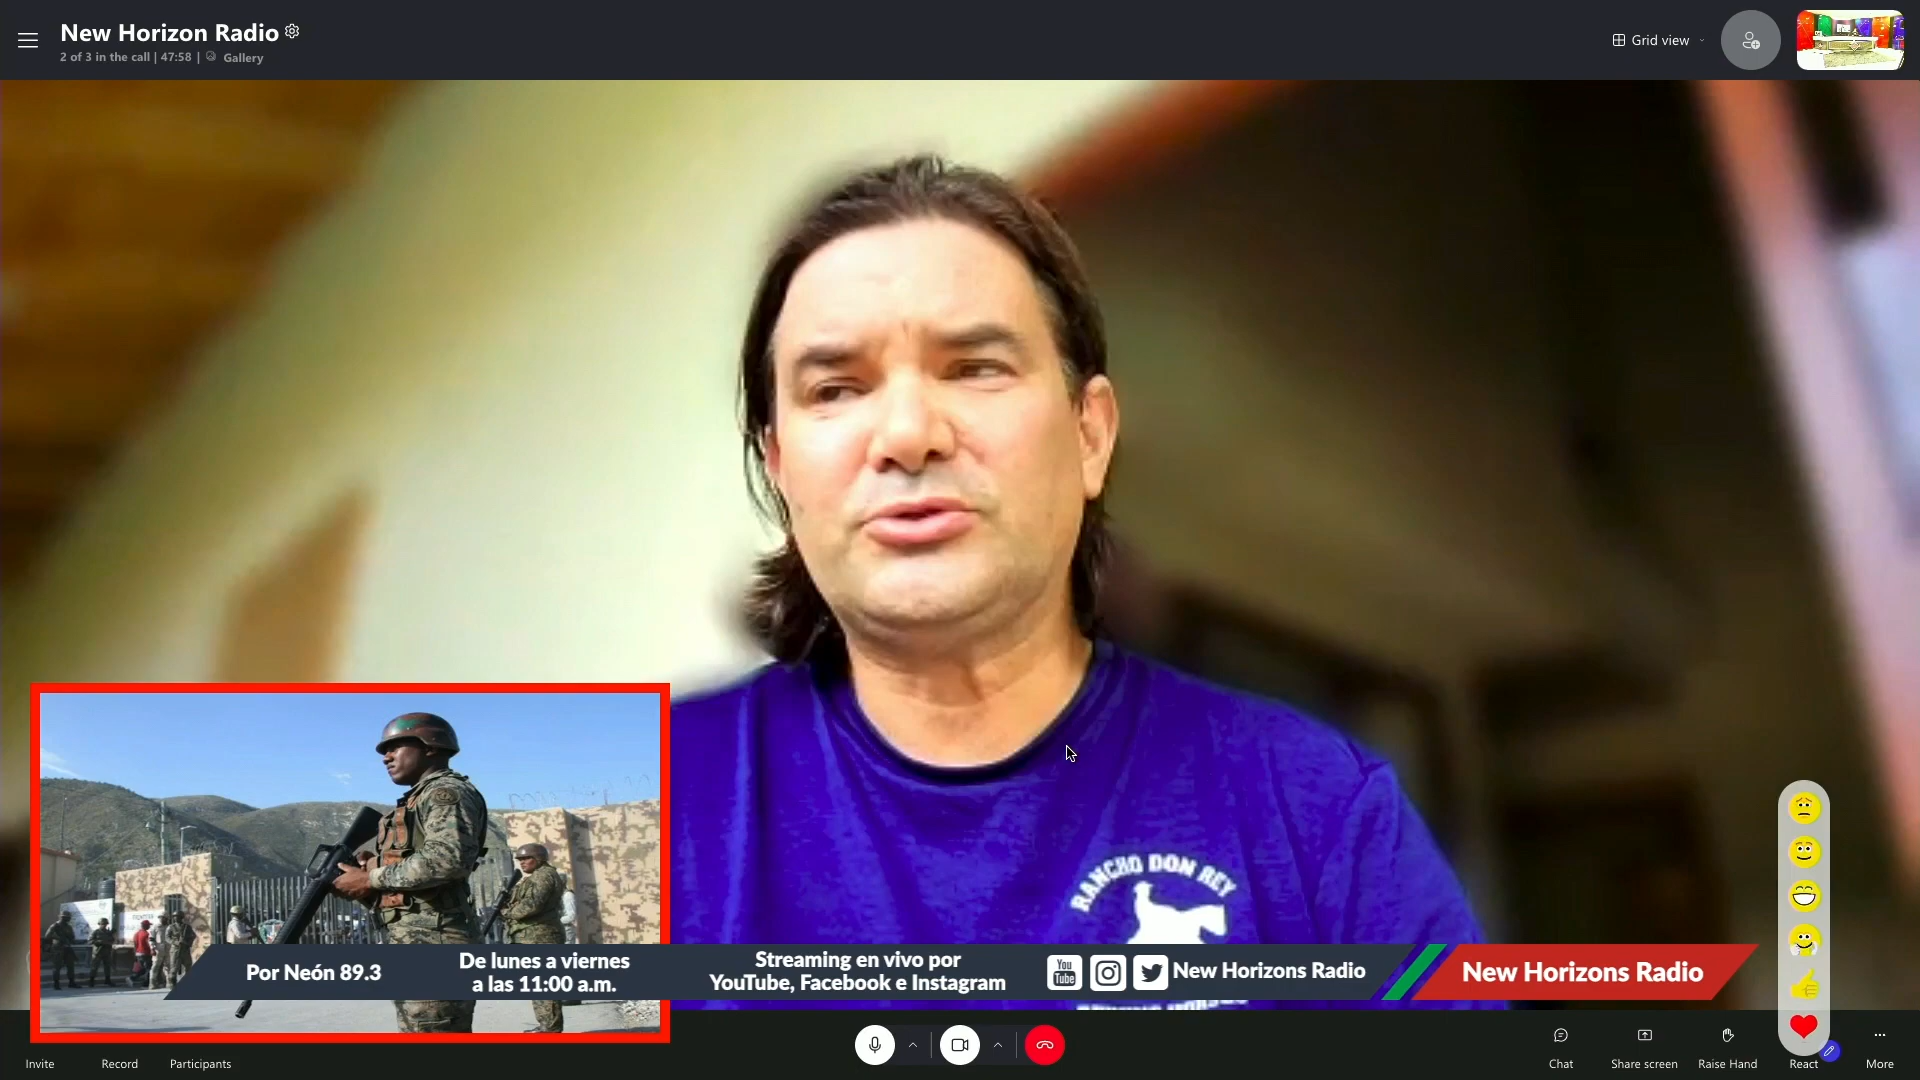 New Horizon Radio
2 of 3 in the call | 47:58 | Gallery
Grid view
RANCHO DON REY
Por Neón 89.3
De lunes a viernes
a las 11:00 a.m.
Streaming en vivo por
YouTube, Facebook e Instagram
You
Tube
New Horizons Radio
New Horizons Radio
Invite
Record
Participants
Chat
Share screen
Raise Hand
React
More